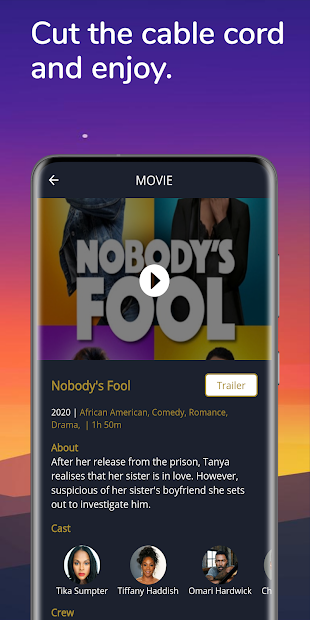 Cut the cable cord
and enjoy.
MOVIE
NOBODY'S
FOOL
Nobody's Fool
Trailer
2020 | African American, Comedy, Romance,
Drama, | 1h 50m
About
After her release from the prison, Tanya
realises that her sister is in love. However,
suspicious of her sister's boyfriend she sets
out to investigate him.
Cast
Tika Sumpter
Tiffany Haddish
Omari Hardwick
Ch
Crew